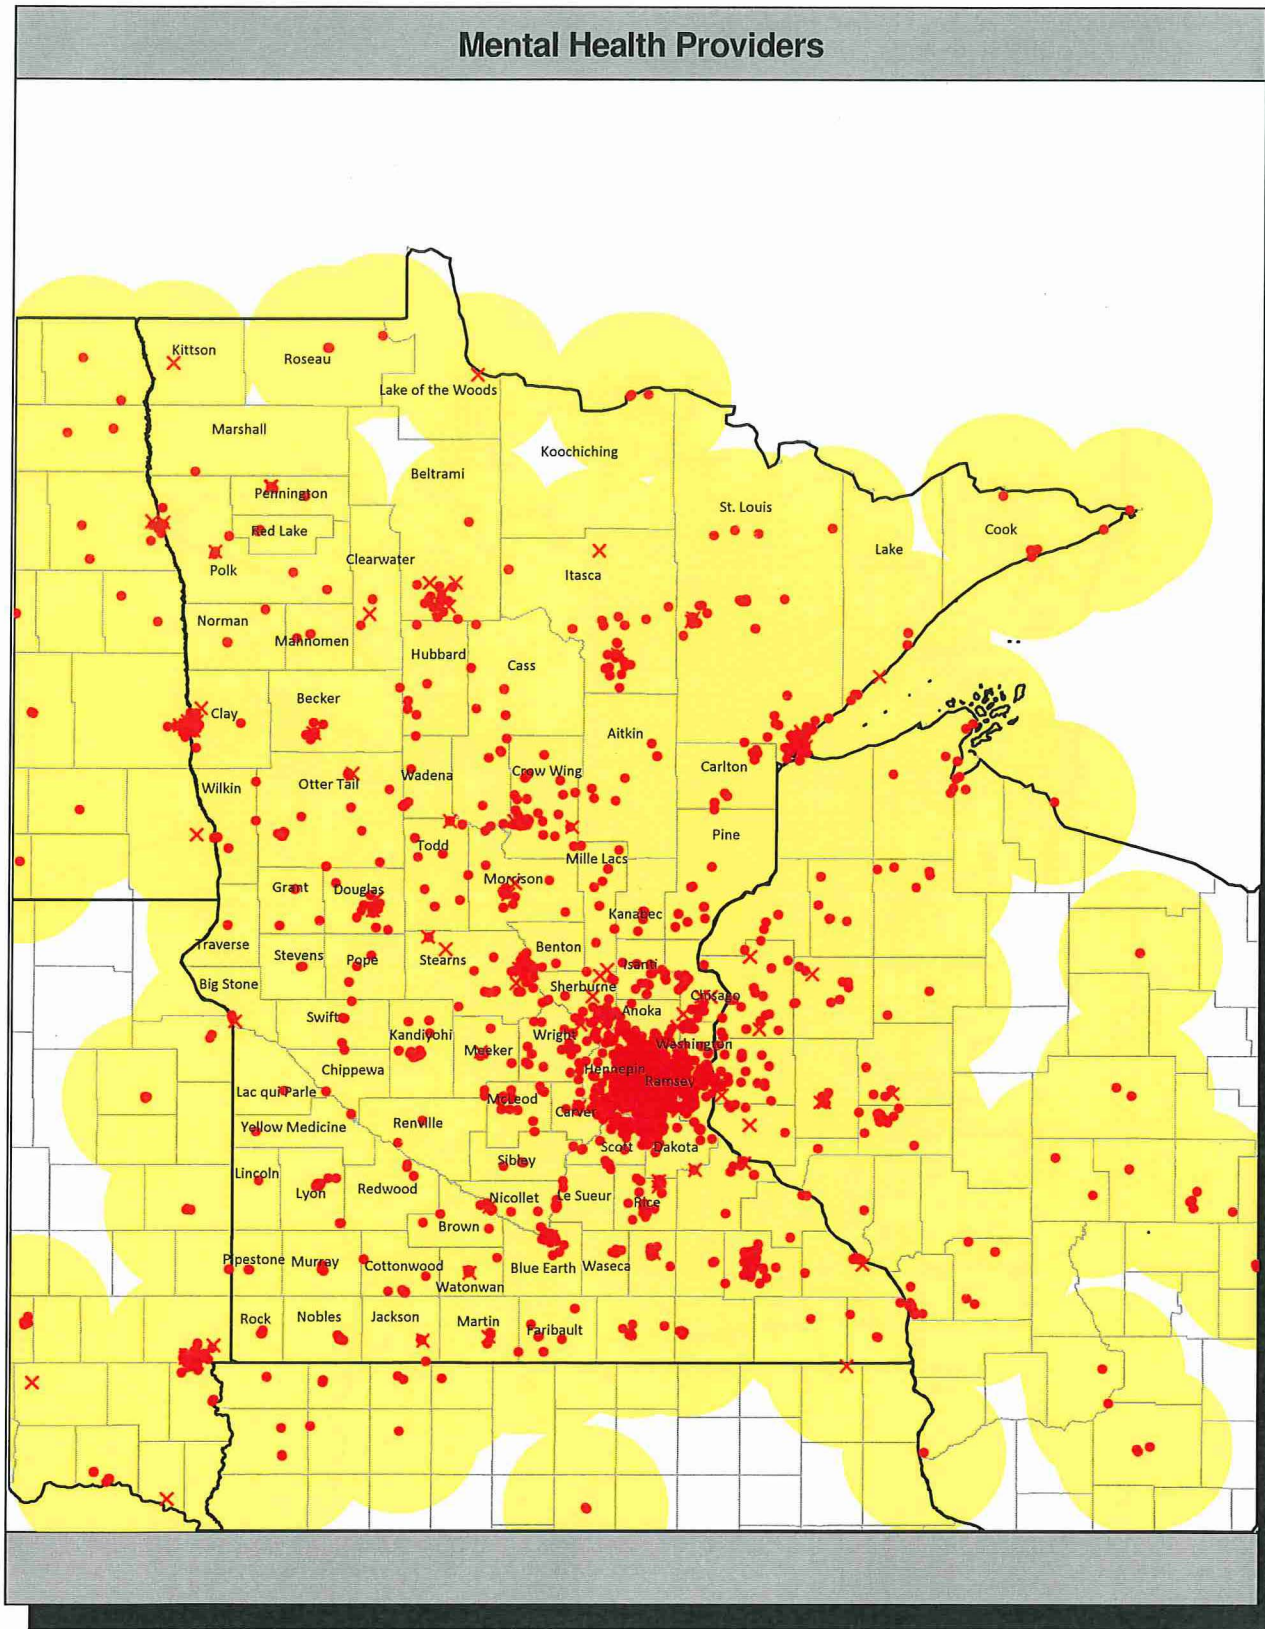 Mental Health Providers
Kittson
Roseau
Lake of the Woods
Marshall
Koochiching
Beltrami
Pennington
St. Louis
Red Lake
Cook
Lake
Clearwater
Polk
Itasca
Norman
Mahnomen
Hubbard
Cass
Becker
Clay
Aitkin
Carlton
Wilkin
Otter Tail
Wadena
Crow Wing
Pine
Todd
Mille Lacs
Grant
Douglas
Morrison
Kanabec
Traverse
Stevens
Pope
Stearns
Benton
Isanti
Big Stone
Sherburne
Chisago
Swift
Anoka
Kandiyohi
Meeker
Wright
Washington
Chippewa
Hennepin
Ramsey
Lac qui Parle
McLeod
Carver
Yellow Medicine
Renville
Scott
Dakota
Sibley
Lincoln
Lyon
Redwood
Nicollet
Le Sueur
Rice
Brown
Pipestone
Murray
Cottonwood
Watonwan
Blue Earth
Waseca
Rock
Nobles
Jackson
Martin
Faribault